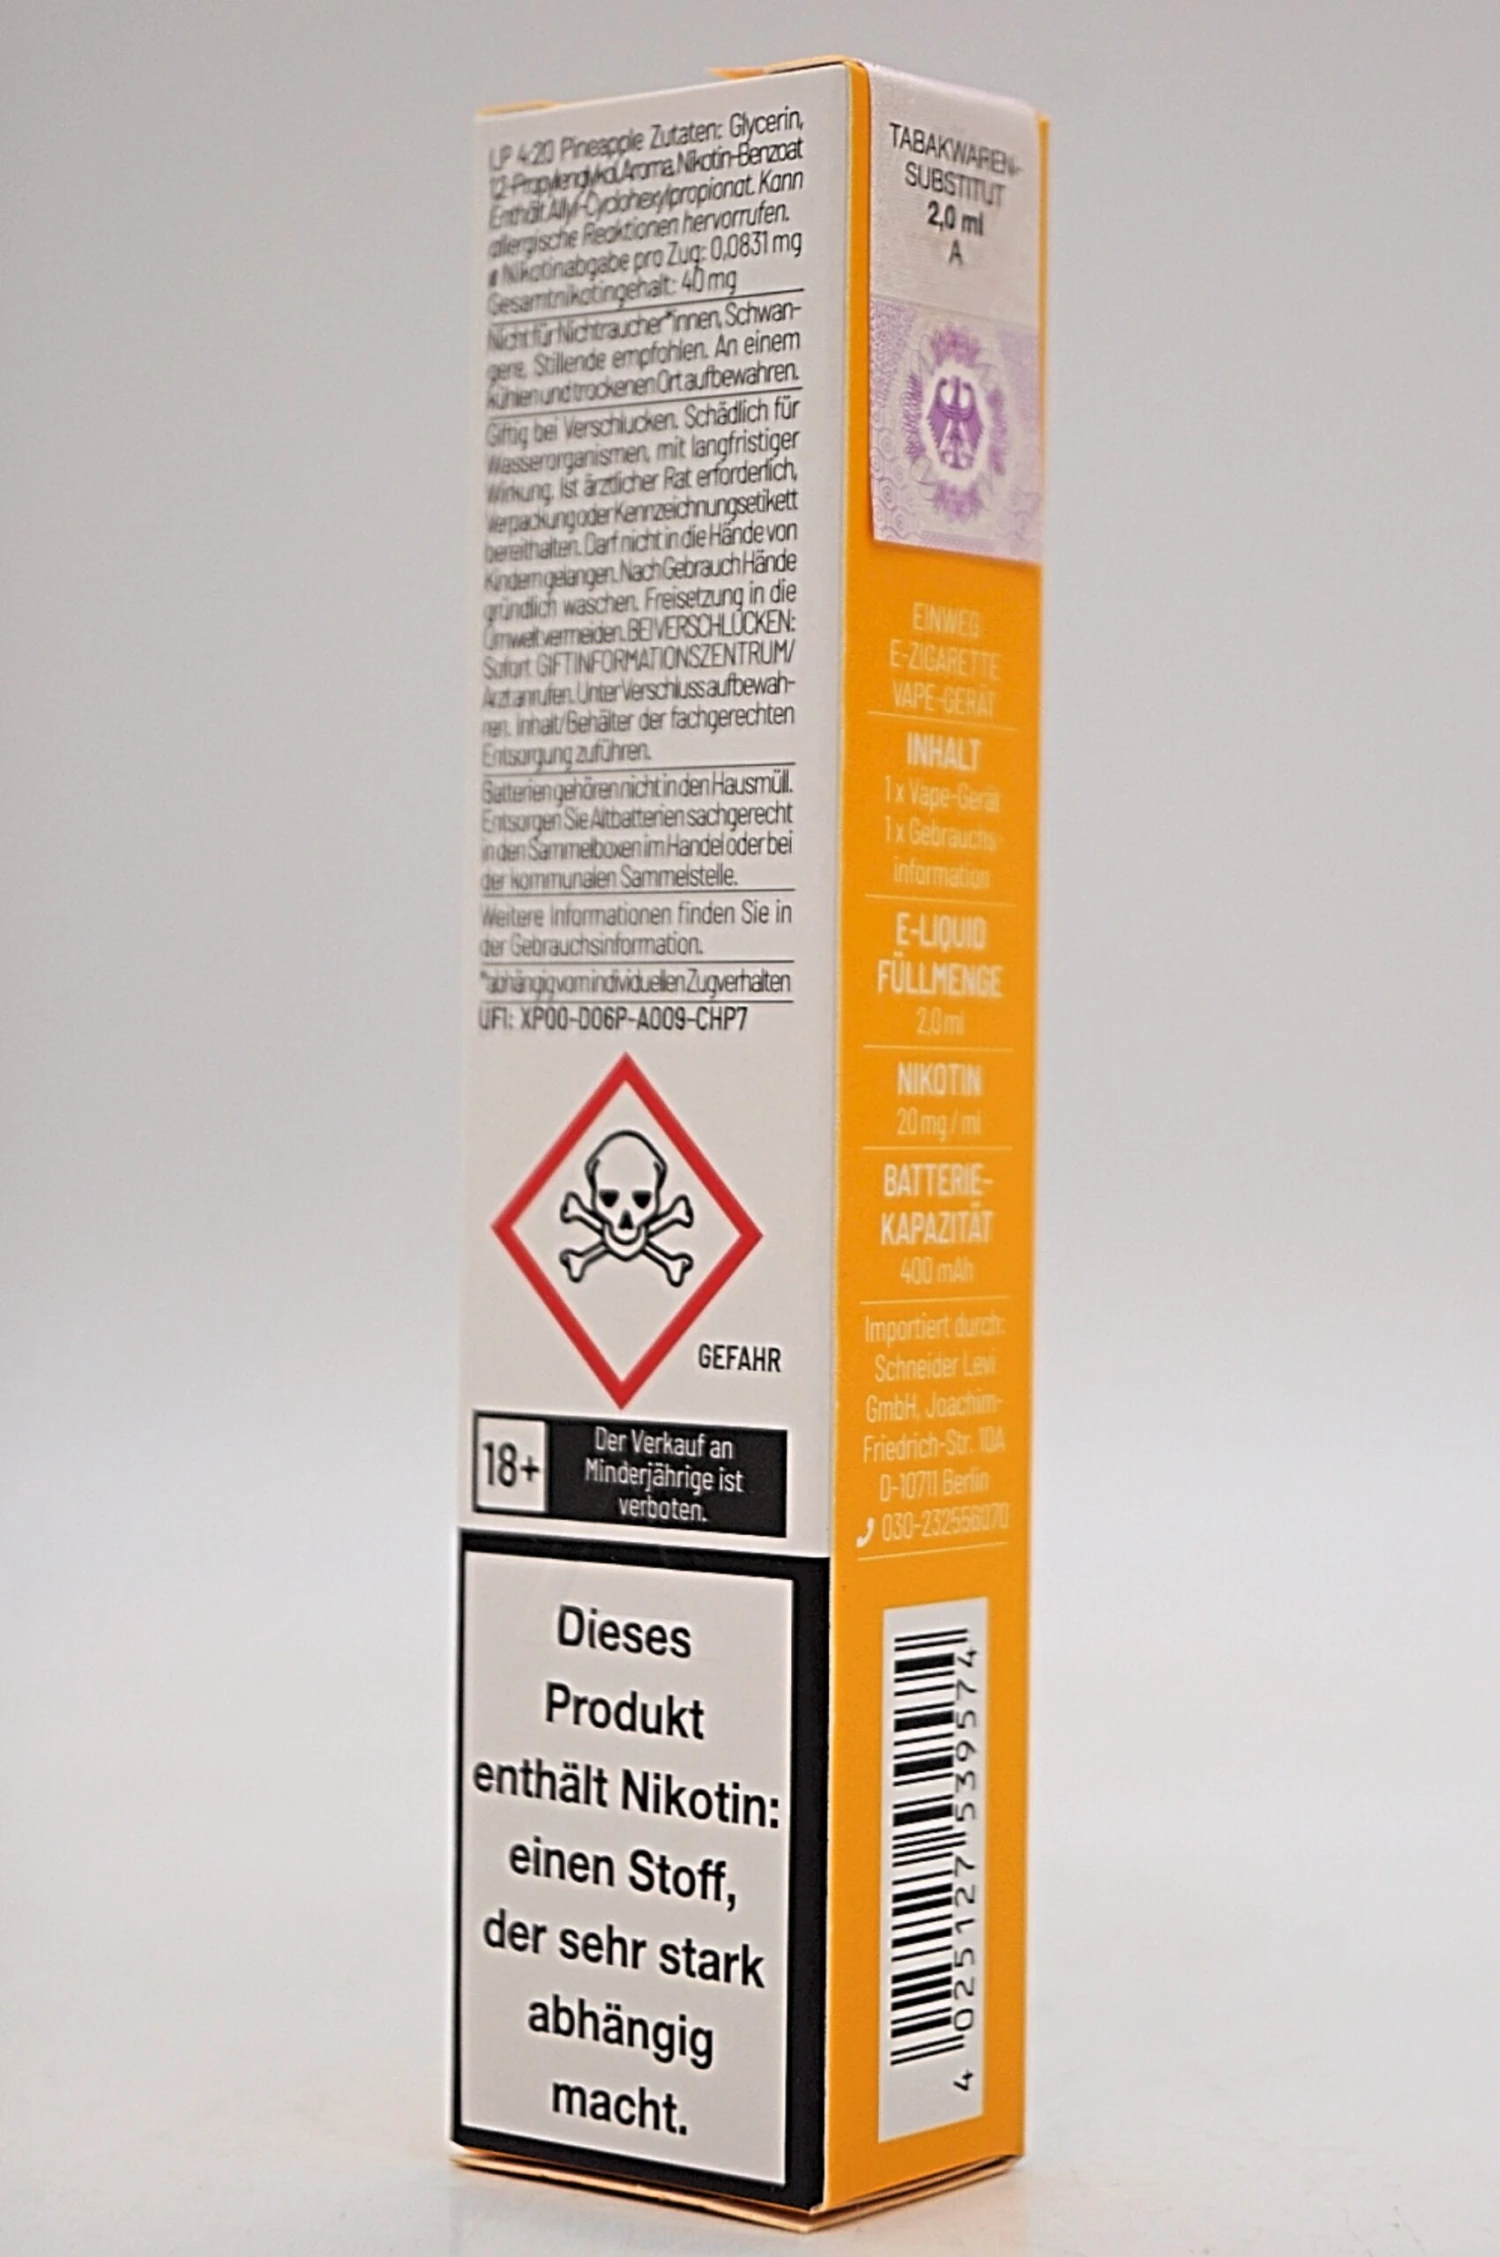 LP 4:20 Pineapple Zutaten: Glycerin,
1,2-Propylenglykol, Aroma, Nikotin-Benzoat
Enthält Allyl-Cyclohexylpropionat. Kann
allergische Reaktionen hervorrufen.
Nikotinabgabe pro Zug: 0,0831 mg
Gesamtnikotingehalt: 40 mg
Nicht für Nichtraucher*innen, Schwan-
gere, Stillende empfohlen. An einem
kühlen und trockenen Ort aufbewahren.
Giftig bei Verschlucken. Schädlich für
Wasserorganismen, mit langfristiger
Wirkung. Ist ärztlicher Rat erforderlich,
Verpackung oder Kennzeichnungsetikett
bereithalten. Darf nicht in die Hände von
Kindern gelangen. Nach Gebrauch Hände
gründlich waschen. Freisetzung in die
Umwelt vermeiden. BEI VERSCHLUCKEN:
Sofort GIFTINFORMATIONSZENTRUM/
Arzt anrufen. Unter Verschluss aufbewah-
ren. Inhalt/Behälter der fachgerechten
Entsorgung zuführen.
Batterien gehören nicht in den Hausmüll.
Entsorgen Sie Altbatterien sachgerecht
in den Sammelboxen im Handel oder bei
der kommunalen Sammelstelle.
Weitere Informationen finden Sie in
der Gebrauchsinformation.
*abhängig vom individuellen Zugverhalten
UFI: XP00-D06P-A009-CHP7
GEFAHR
18+
Der Verkauf an
Minderjährige ist
verboten.
Dieses
Produkt
enthält Nikotin:
einen Stoff,
der sehr stark
abhängig
macht.
TABAKWAREN-
SUBSTITUT
2,0 ml
A
EINWEG
E-ZIGARETTE
VAPE-GERÄT
INHALT
1 x Vape-Gerät
1 x Gebrauchs-
information
E-LIQUID
FÜLLMENGE
2.0 ml
NIKOTIN
20 mg / ml
BATTERIE-
KAPAZITÄT
400 mAh
Importiert durch:
Schneider Levi
GmbH, Joachim-
Friedrich-Str. 10A
D-10711 Berlin
030-232556070
4 025127 539574